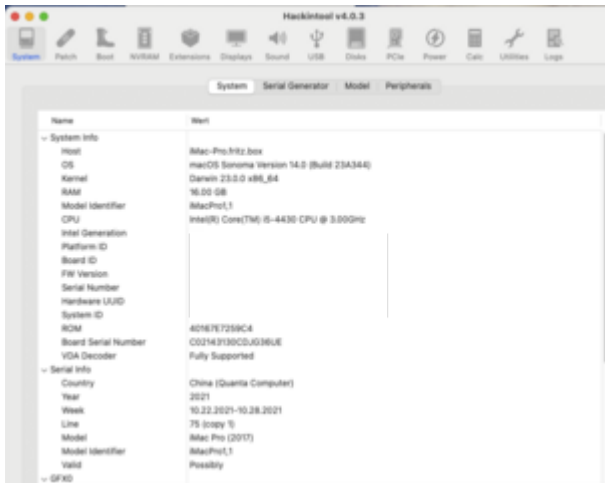 Hackintool v4.0.3
System Patch Boot NVRAM Extensions Displays Sound USB Disks PCIe Power Calc Utilities Logs
System Serial Generator Model Peripherals
Name Wert
System Info
Host iMac-Pro.fritz.box
OS macOS Sonoma Version 14.0 (Build 23A344)
Kernel Darwin 23.0.0 x86_64
RAM 16.00 GB
Model Identifier iMacPro1,1
CPU Intel(R) Core(TM) i5-4430 CPU @ 3.00GHz
Intel Generation
Platform ID
Board ID
FW Version
Serial Number
Hardware UUID
System ID
ROM 40167E7259C4
Board Serial Number
VDA Decoder Fully Supported
Serial Info
Country China (Quanta Computer)
Year 2021
Week 10.22.2021-10.28.2021
Line 75 (copy 1)
Model iMac Pro (2017)
Model Identifier iMacPro1,1
Valid Possibly
GFX0